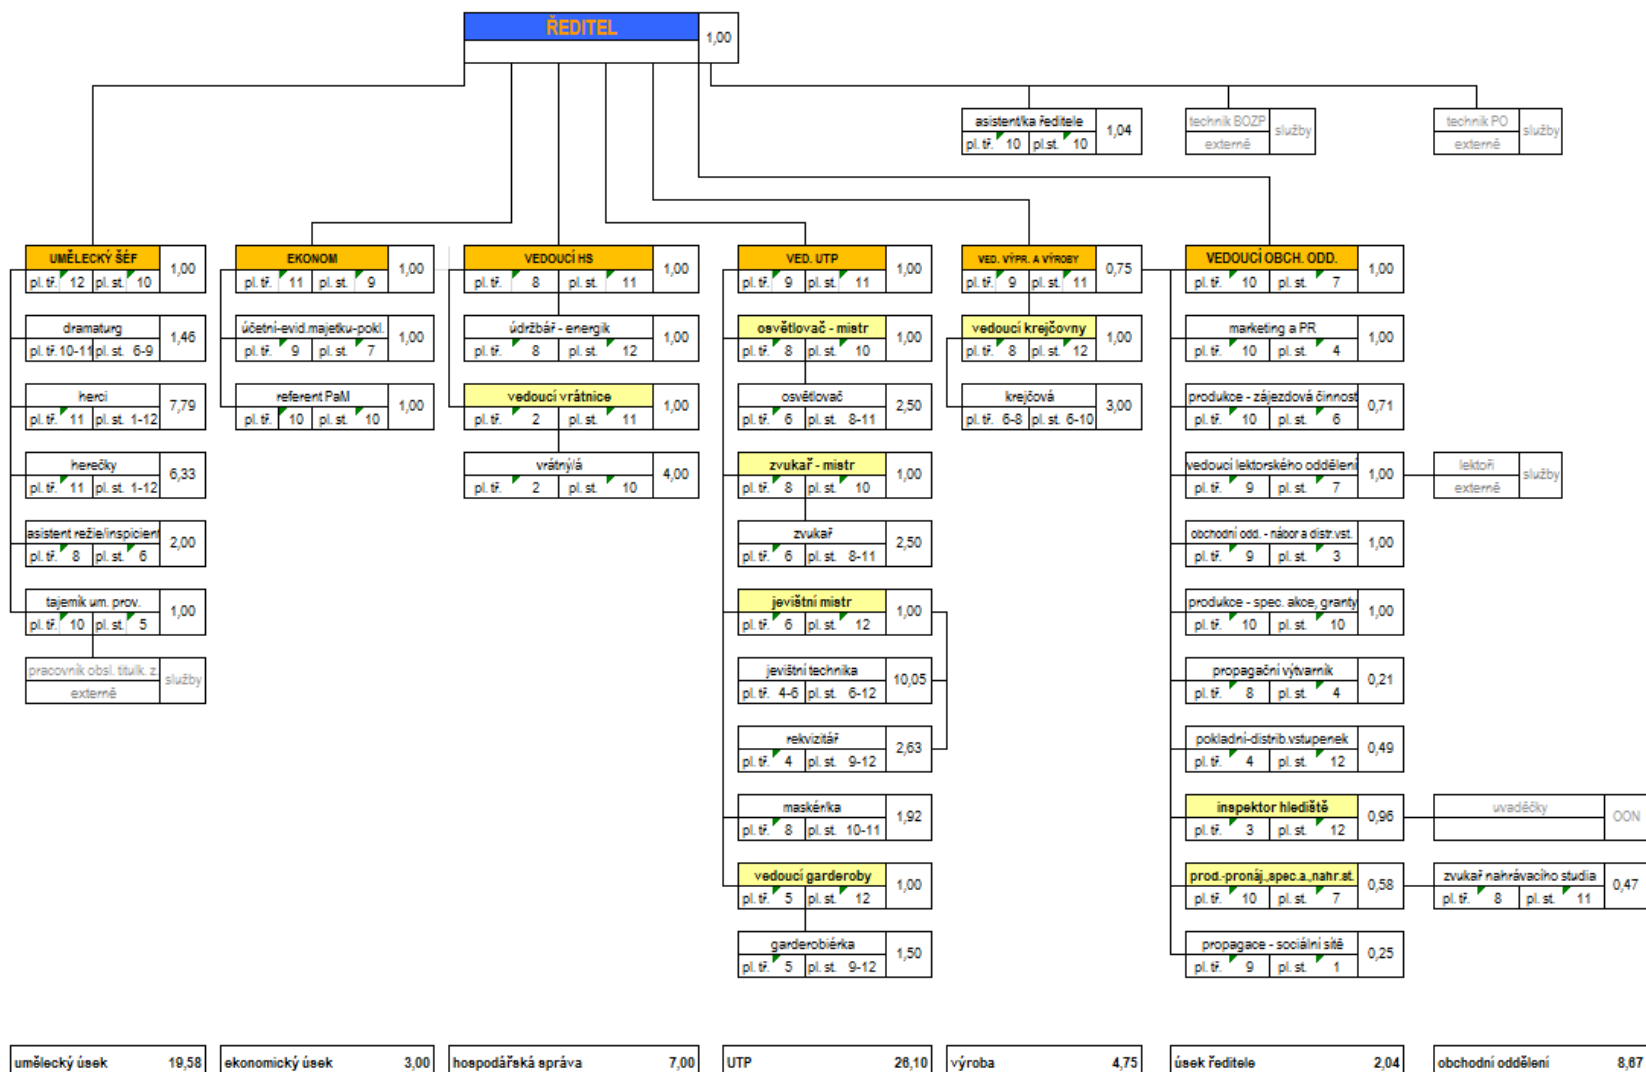 ŘEDITEL
1,00
asistent/ka ředitele
1,04
pl. tř. 10 pl.st. 10
technik BOZP
služby
externě
technik PO
služby
externě
UMĚLECKÝ ŠÉF
1,00
pl. tř. 12 pl. st. 10
dramaturg
1,46
pl. tř. 10-11 pl. st. 6-9
herci
7,79
pl. tř. 11 pl. st. 1-12
herečky
6,33
pl. tř. 11 pl. st. 1-12
asistent režie/inspicient
2,00
pl. tř. 8 pl. st. 6
tajemík um. prov.
1,00
pl. tř. 10 pl. st. 5
pracovník obsl. titulk. z.
služby
externě
EKONOM
1,00
pl. tř. 11 pl. st. 9
účetní-evid.majetku-pokl.
1,00
pl. tř. 9 pl. st. 7
referent PaM
1,00
pl. tř. 10 pl. st. 10
VEDOUCÍ HS
1,00
pl. tř. 8 pl. st. 11
údržbář - energik
1,00
pl. tř. 8 pl. st. 12
vedoucí vrátnice
1,00
pl. tř. 2 pl. st. 11
vrátný/á
4,00
pl. tř. 2 pl. st. 10
VED. UTP
1,00
pl. tř. 9 pl. st. 11
osvětlovač - mistr
1,00
pl. tř. 8 pl. st. 10
osvětlovač
2,50
pl. tř. 6 pl. st. 8-11
zvukař - mistr
1,00
pl. tř. 8 pl. st. 10
zvukař
2,50
pl. tř. 6 pl. st. 8-11
jevištní mistr
1,00
pl. tř. 6 pl. st. 12
jevištní technika
10,05
pl. tř. 4-6 pl. st. 6-12
rekvizitář
2,63
pl. tř. 4 pl. st. 9-12
maskér/ka
1,92
pl. tř. 8 pl. st. 10-11
vedoucí garderoby
1,00
pl. tř. 5 pl. st. 12
garderobiérka
1,50
pl. tř. 5 pl. st. 9-12
VED. VÝPR. A VÝROBY
0,75
pl. tř. 9 pl. st. 11
vedoucí krejčovny
1,00
pl. tř. 8 pl. st. 12
krejčová
3,00
pl. tř. 6-8 pl. st. 6-10
VEDOUCÍ OBCH. ODD.
1,00
pl. tř. 10 pl. st. 7
marketing a PR
1,00
pl. tř. 10 pl. st. 4
produkce - zájezdová činnost
0,71
pl. tř. 10 pl. st. 6
vedoucí lektorského oddělení
1,00
pl. tř. 9 pl. st. 7
lektoři
služby
externě
obchodní odd. - nábor a distr.vst.
1,00
pl. tř. 9 pl. st. 3
produkce - spec. akce, granty
1,00
pl. tř. 10 pl. st. 10
propagační výtvarník
0,21
pl. tř. 8 pl. st. 4
pokladní-distrib.vstupenek
0,49
pl. tř. 4 pl. st. 12
inspektor hlediště
0,96
pl. tř. 3 pl. st. 12
uvaděčky
OON
prod.-pronáj.,spec.a.,nahr.st.
0,58
pl. tř. 10 pl. st. 7
zvukař nahrávacího studia
0,47
pl. tř. 8 pl. st. 11
propagace - sociální sítě
0,25
pl. tř. 9 pl. st. 1
umělecký úsek 19,58
ekonomický úsek 3,00
hospodářská správa 7,00
UTP 26,10
výroba 4,75
úsek ředitele 2,04
obchodní oddělení 8,67